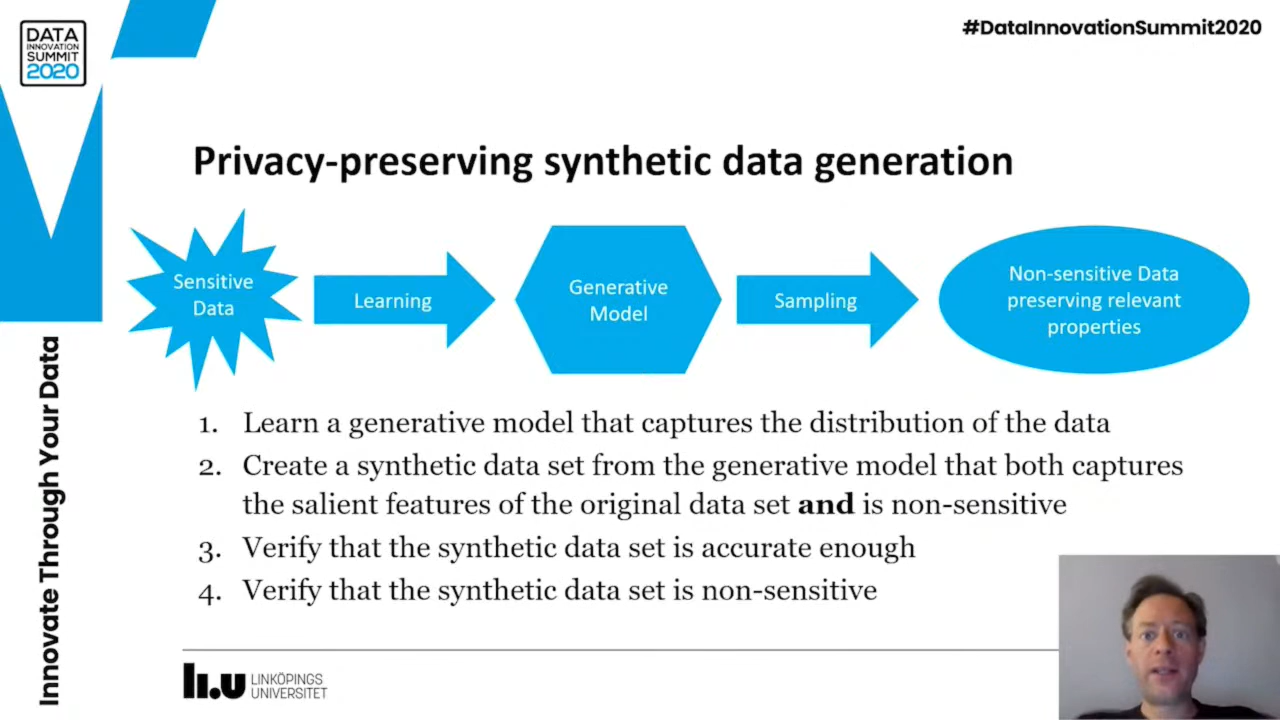 DATA
INNOVATION
SUMMIT
2020
#DataInnovationSummit2020
Innovate Through Your Data
Privacy-preserving synthetic data generation
Sensitive
Data
Learning
Generative
Model
Sampling
Non-sensitive Data
preserving relevant
properties
1. Learn a generative model that captures the distribution of the data
2. Create a synthetic data set from the generative model that both captures
the salient features of the original data set and is non-sensitive
3. Verify that the synthetic data set is accurate enough
4. Verify that the synthetic data set is non-sensitive
li.u LINKÖPINGS
UNIVERSITET